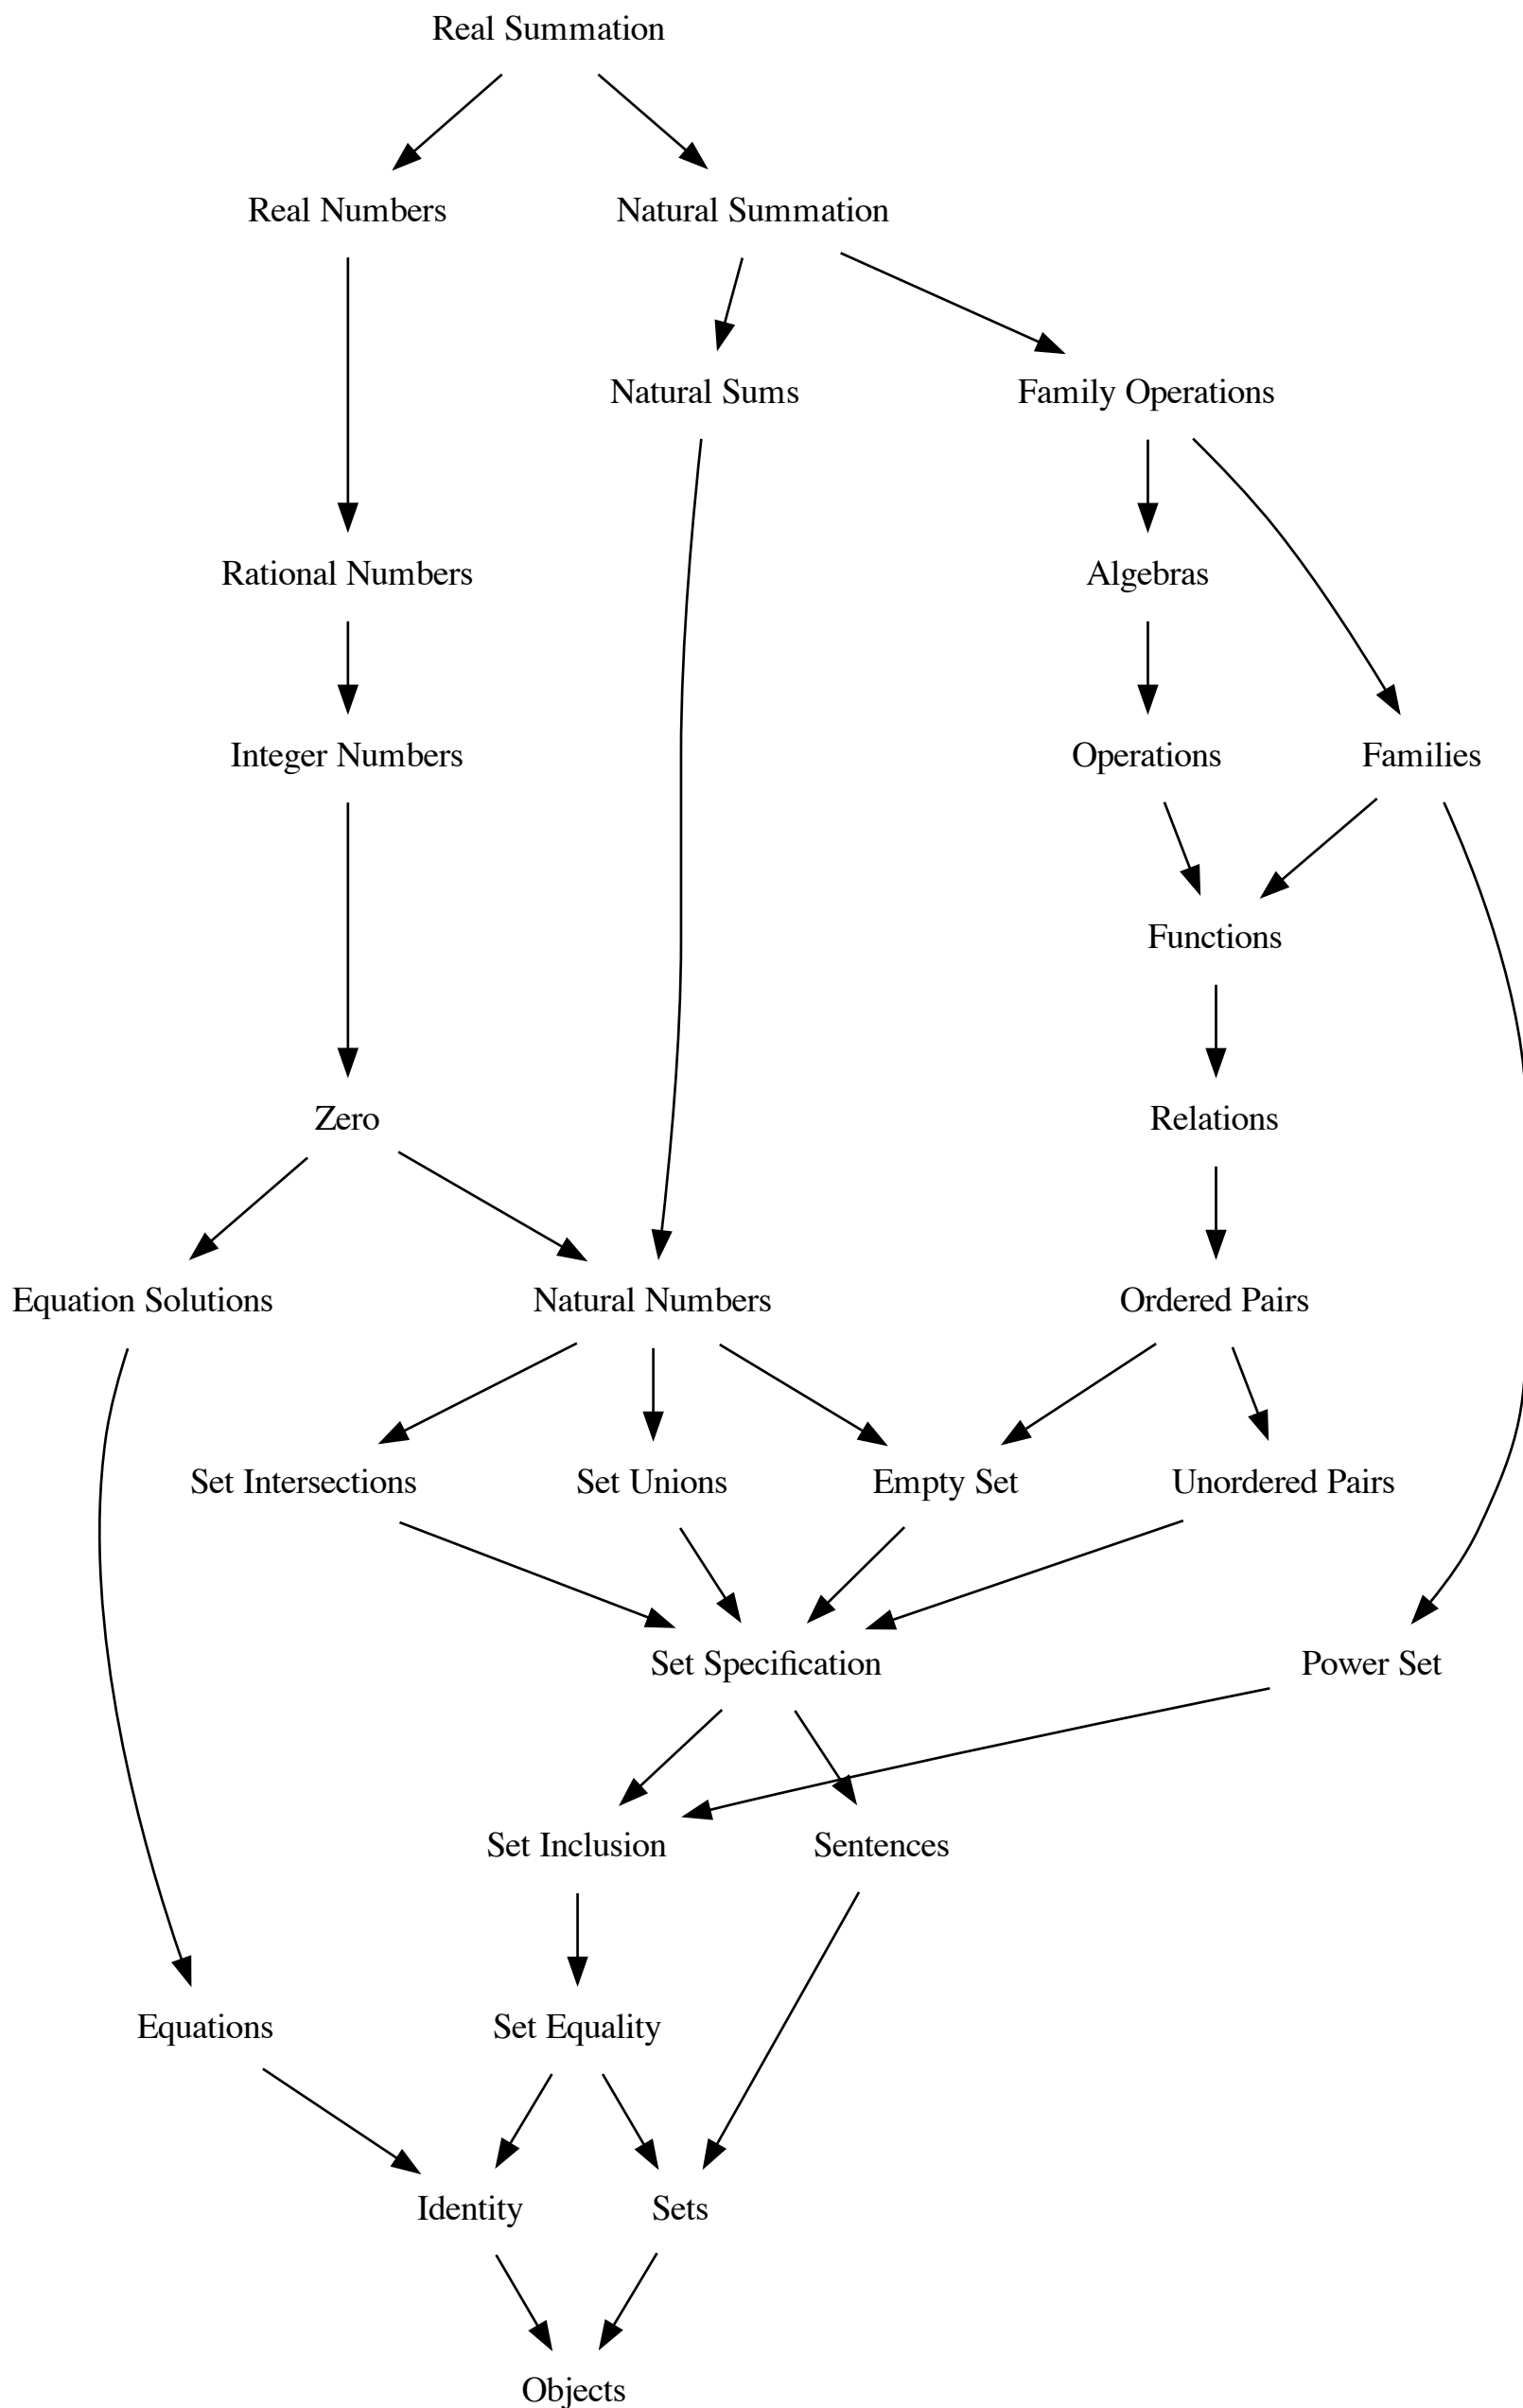 Real Summation
Real Numbers
Natural Summation
Natural Sums
Family Operations
Rational Numbers
Algebras
Integer Numbers
Operations
Families
Functions
Zero
Relations
Equation Solutions
Natural Numbers
Ordered Pairs
Set Intersections
Set Unions
Empty Set
Unordered Pairs
Set Specification
Power Set
Set Inclusion
Sentences
Equations
Set Equality
Identity
Sets
Objects